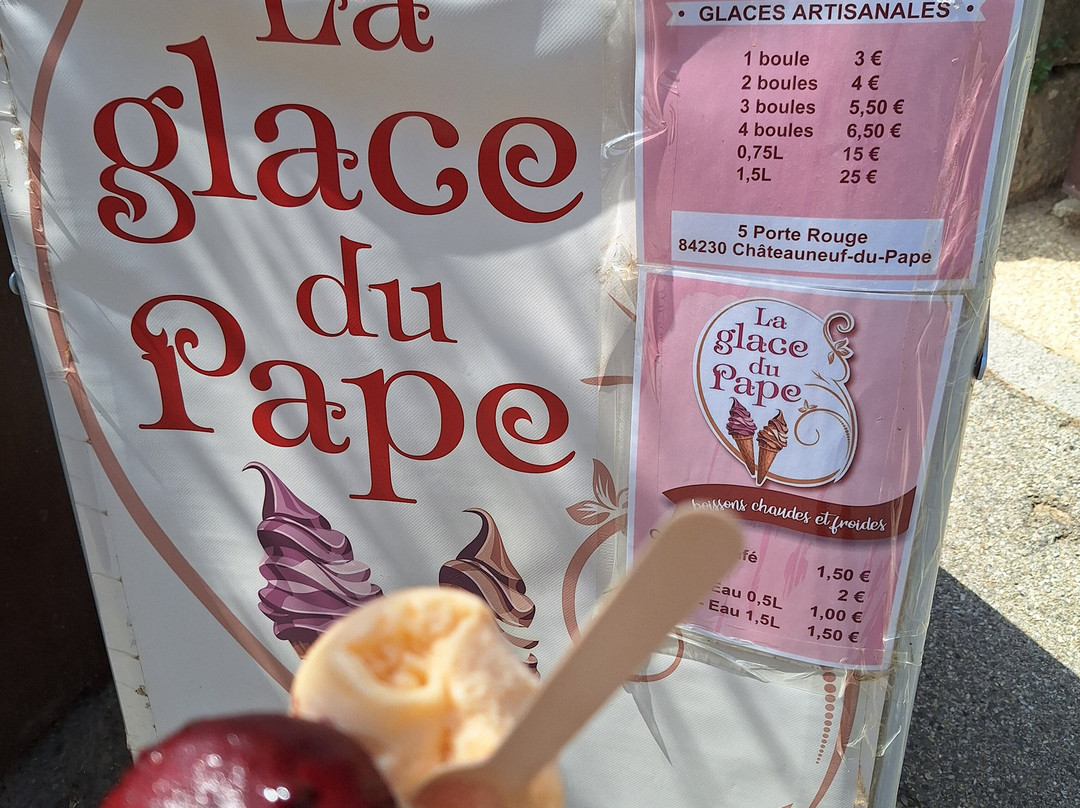 La
glace
du
Pape
• GLACES ARTISANALES •
1 boule 3 €
2 boules 4 €
3 boules 5,50 €
4 boules 6,50 €
0,75L 15 €
1,5L 25 €
5 Porte Rouge
84230 Châteauneuf-du-Pape
La
glace
du
Pape
boissons chaudes et froides
1,50 €
2 €
Eau 0,5L 1,00 €
- Eau 1,5L 1,50 €